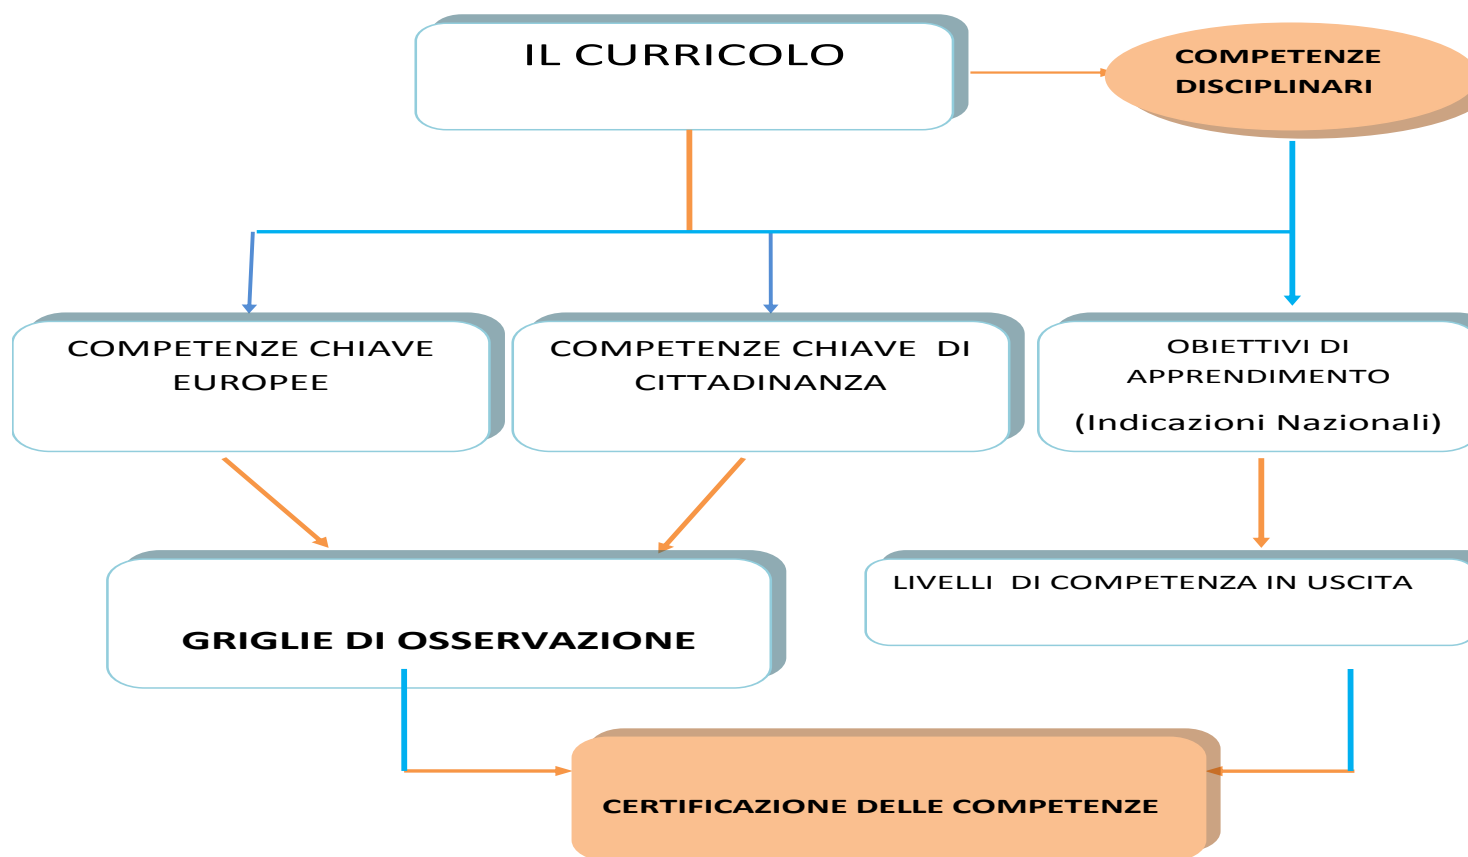 IL CURRICOLO
COMPETENZE
DISCIPLINARI
COMPETENZE CHIAVE
EUROPEE
COMPETENZE CHIAVE DI
CITTADINANZA
OBIETTIVI DI
APPRENDIMENTO
(Indicazioni Nazionali)
GRIGLIE DI OSSERVAZIONE
LIVELLI DI COMPETENZA IN USCITA
CERTIFICAZIONE DELLE COMPETENZE